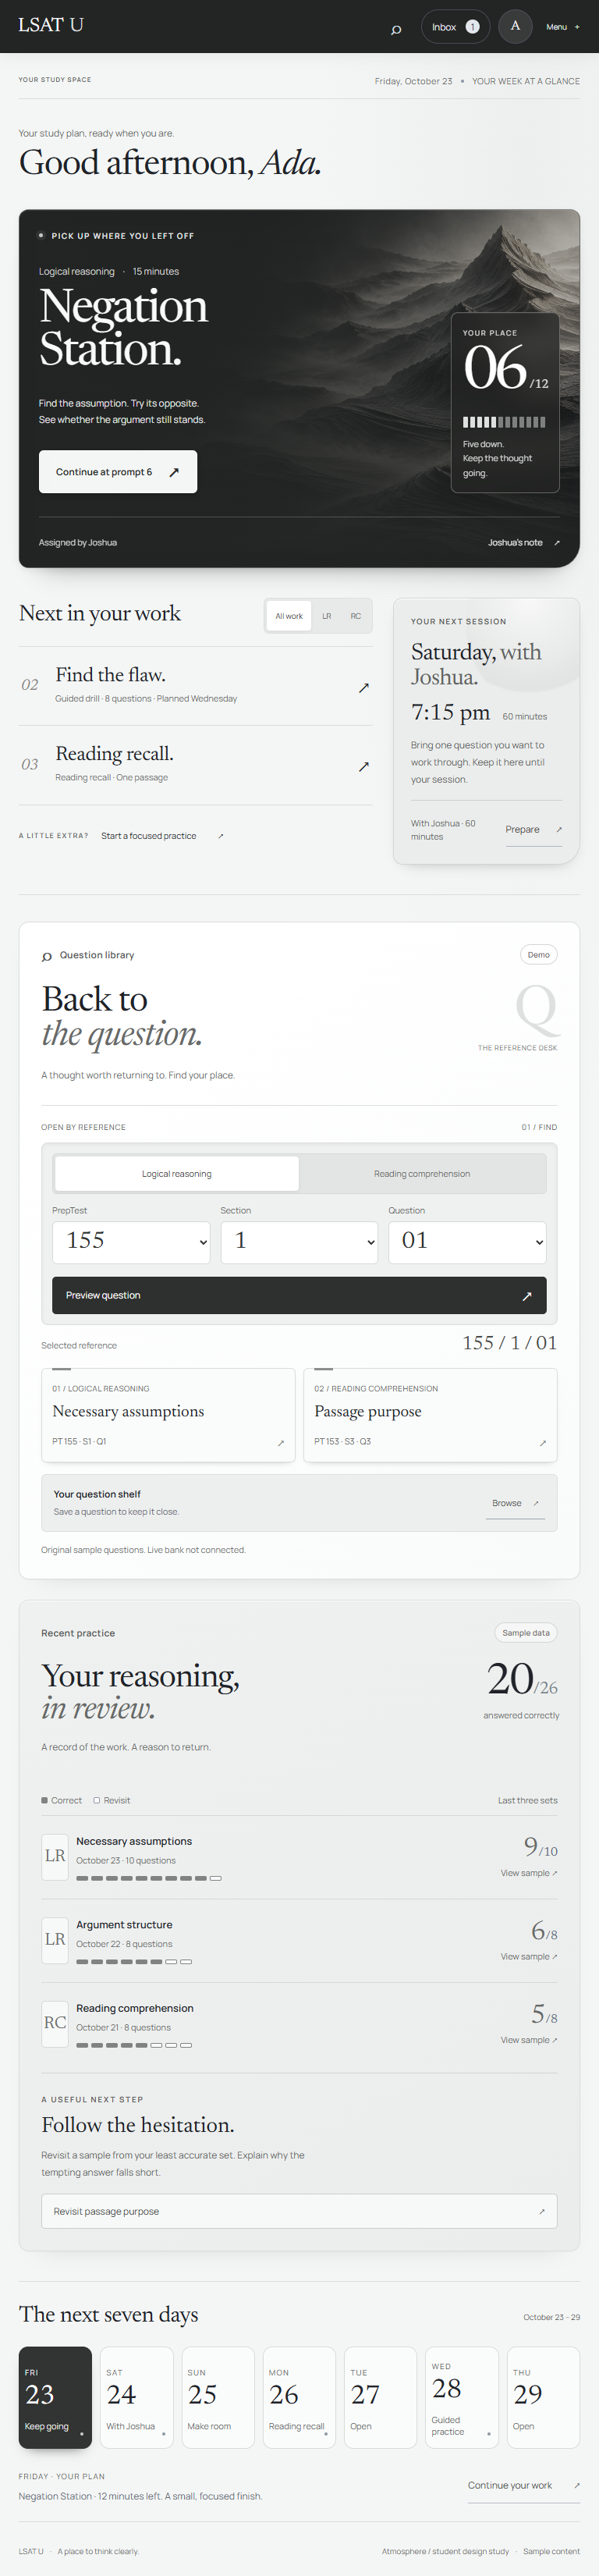 LSAT U
Inbox 1
A
Menu +
YOUR STUDY SPACE
Friday, October 23 • YOUR WEEK AT A GLANCE
Your study plan, ready when you are.
Good afternoon, Ada.
PICK UP WHERE YOU LEFT OFF
Logical reasoning · 15 minutes
Negation
Station.
Find the assumption. Try its opposite.
See whether the argument still stands.
Continue at prompt 6 ↗
YOUR PLACE
06/12
Five down.
Keep the thought
going.
Assigned by Joshua
Joshua's note ↗
Next in your work
All work LR RC
02 Find the flaw. ↗
Guided drill · 8 questions · Planned Wednesday
03 Reading recall. ↗
Reading recall · One passage
A LITTLE EXTRA? Start a focused practice ↗
YOUR NEXT SESSION
Saturday, with
Joshua.
7:15 pm 60 minutes
Bring one question you want to
work through. Keep it here until
your session.
With Joshua · 60
minutes
Prepare ↗
Question library
Demo
Back to
the question.
Q
THE REFERENCE DESK
A thought worth returning to. Find your place.
OPEN BY REFERENCE
01 / FIND
Logical reasoning
Reading comprehension
PrepTest Section Question
155 1 01
Preview question ↗
Selected reference
155 / 1 / 01
01 / LOGICAL REASONING
Necessary assumptions
PT 155 · S1 · Q1 ↗
02 / READING COMPREHENSION
Passage purpose
PT 153 · S3 · Q3 ↗
Your question shelf
Save a question to keep it close.
Browse ↗
Original sample questions. Live bank not connected.
Recent practice
Sample data
Your reasoning,
in review.
20/26
answered correctly
A record of the work. A reason to return.
Correct Revisit
Last three sets
LR
Necessary assumptions
October 23 · 10 questions
9/10
View sample ↗
LR
Argument structure
October 22 · 8 questions
6/8
View sample ↗
RC
Reading comprehension
October 21 · 8 questions
5/8
View sample ↗
A USEFUL NEXT STEP
Follow the hesitation.
Revisit a sample from your least accurate set. Explain why the
tempting answer falls short.
Revisit passage purpose ↗
The next seven days
October 23 – 29
FRI
23
Keep going
SAT
24
With Joshua
SUN
25
Make room
MON
26
Reading recall
TUE
27
Open
WED
28
Guided
practice
THU
29
Open
FRIDAY · YOUR PLAN
Negation Station · 12 minutes left. A small, focused finish.
Continue your work ↗
LSAT U · A place to think clearly.
Atmosphere / student design study · Sample content